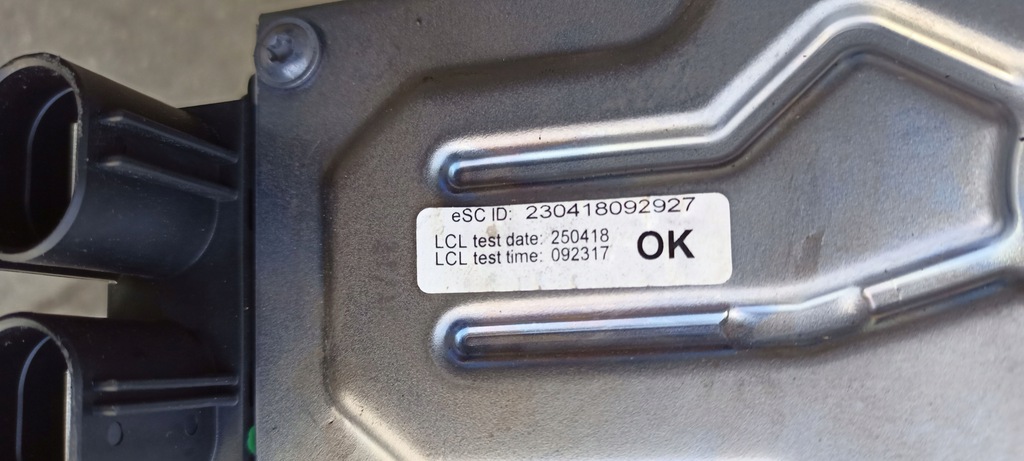 eSC ID: 230418092927
LCL test date: 250418
LCL test time: 092317
OK